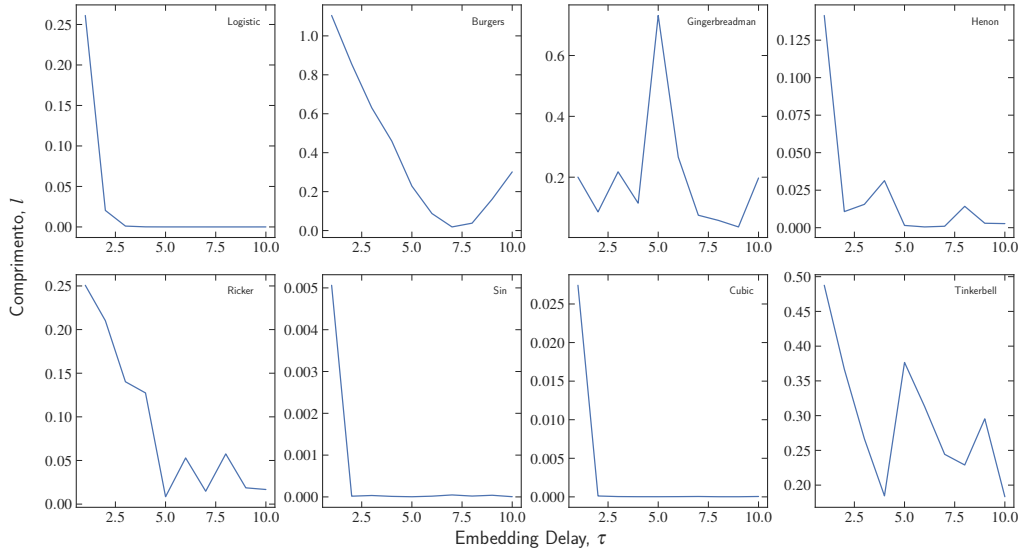 Comprimento, l
Logistic
0.25
0.20
0.15
0.10
0.05
0.00
2.5 5.0 7.5 10.0
Burgers
1.0
0.8
0.6
0.4
0.2
0.0
2.5 5.0 7.5 10.0
Gingerbreadman
0.6
0.4
0.2
2.5 5.0 7.5 10.0
Henon
0.125
0.100
0.075
0.050
0.025
0.000
2.5 5.0 7.5 10.0
Ricker
0.25
0.20
0.15
0.10
0.05
0.00
2.5 5.0 7.5 10.0
Sin
0.005
0.004
0.003
0.002
0.001
0.000
2.5 5.0 7.5 10.0
Cubic
0.025
0.020
0.015
0.010
0.005
0.000
2.5 5.0 7.5 10.0
Tinkerbell
0.50
0.45
0.40
0.35
0.30
0.25
0.20
2.5 5.0 7.5 10.0
Embedding Delay, τ